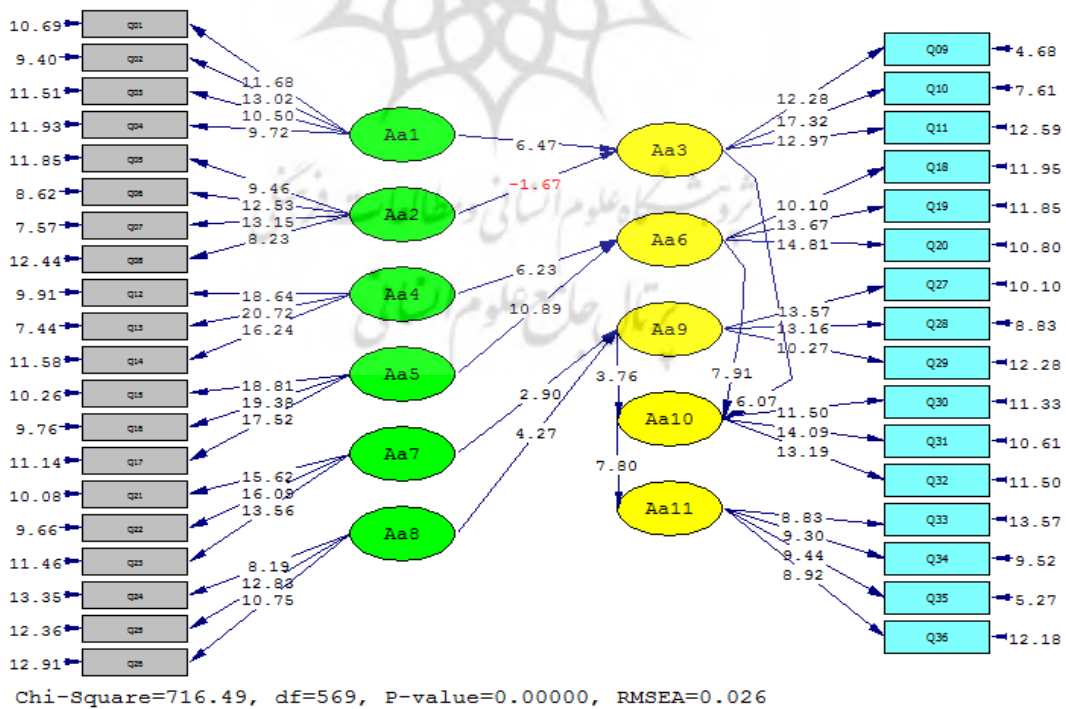 10.69 Q01
9.40 Q02
11.51 Q03
11.93 Q04
11.85 Q05
8.62 Q06
7.57 Q07
12.44 Q08
9.91 Q12
7.44 Q13
11.58 Q14
10.26 Q15
9.76 Q16
11.14 Q17
10.08 Q21
9.66 Q22
11.46 Q23
13.35 Q24
12.36 Q25
12.91 Q26
11.68
13.02
10.50
9.72
9.46
12.53
13.15
8.23
18.64
20.72
16.24
18.81
19.38
17.52
15.62
16.09
13.56
8.19
12.83
10.75
Aa1
Aa2
Aa4
Aa5
Aa7
Aa8
6.47
-1.67
6.23
10.89
2.90
4.27
Aa3
Aa6
Aa9
3.76
Aa10
7.80
Aa11
7.91
6.07
12.28
17.32
12.97
10.10
13.67
14.81
13.57
13.16
10.27
11.50
14.09
13.19
8.83
9.30
9.44
8.92
Q09 4.68
Q10 7.61
Q11 12.59
Q18 11.95
Q19 11.85
Q20 10.80
Q27 10.10
Q28 8.83
Q29 12.28
Q30 11.33
Q31 10.61
Q32 11.50
Q33 13.57
Q34 9.52
Q35 5.27
Q36 12.18
پژوهشگاه علوم انسانی و مطالعات فرهنگی
پرتال جامع علوم انسانی
Chi-Square=716.49, df=569, P-value=0.00000, RMSEA=0.026